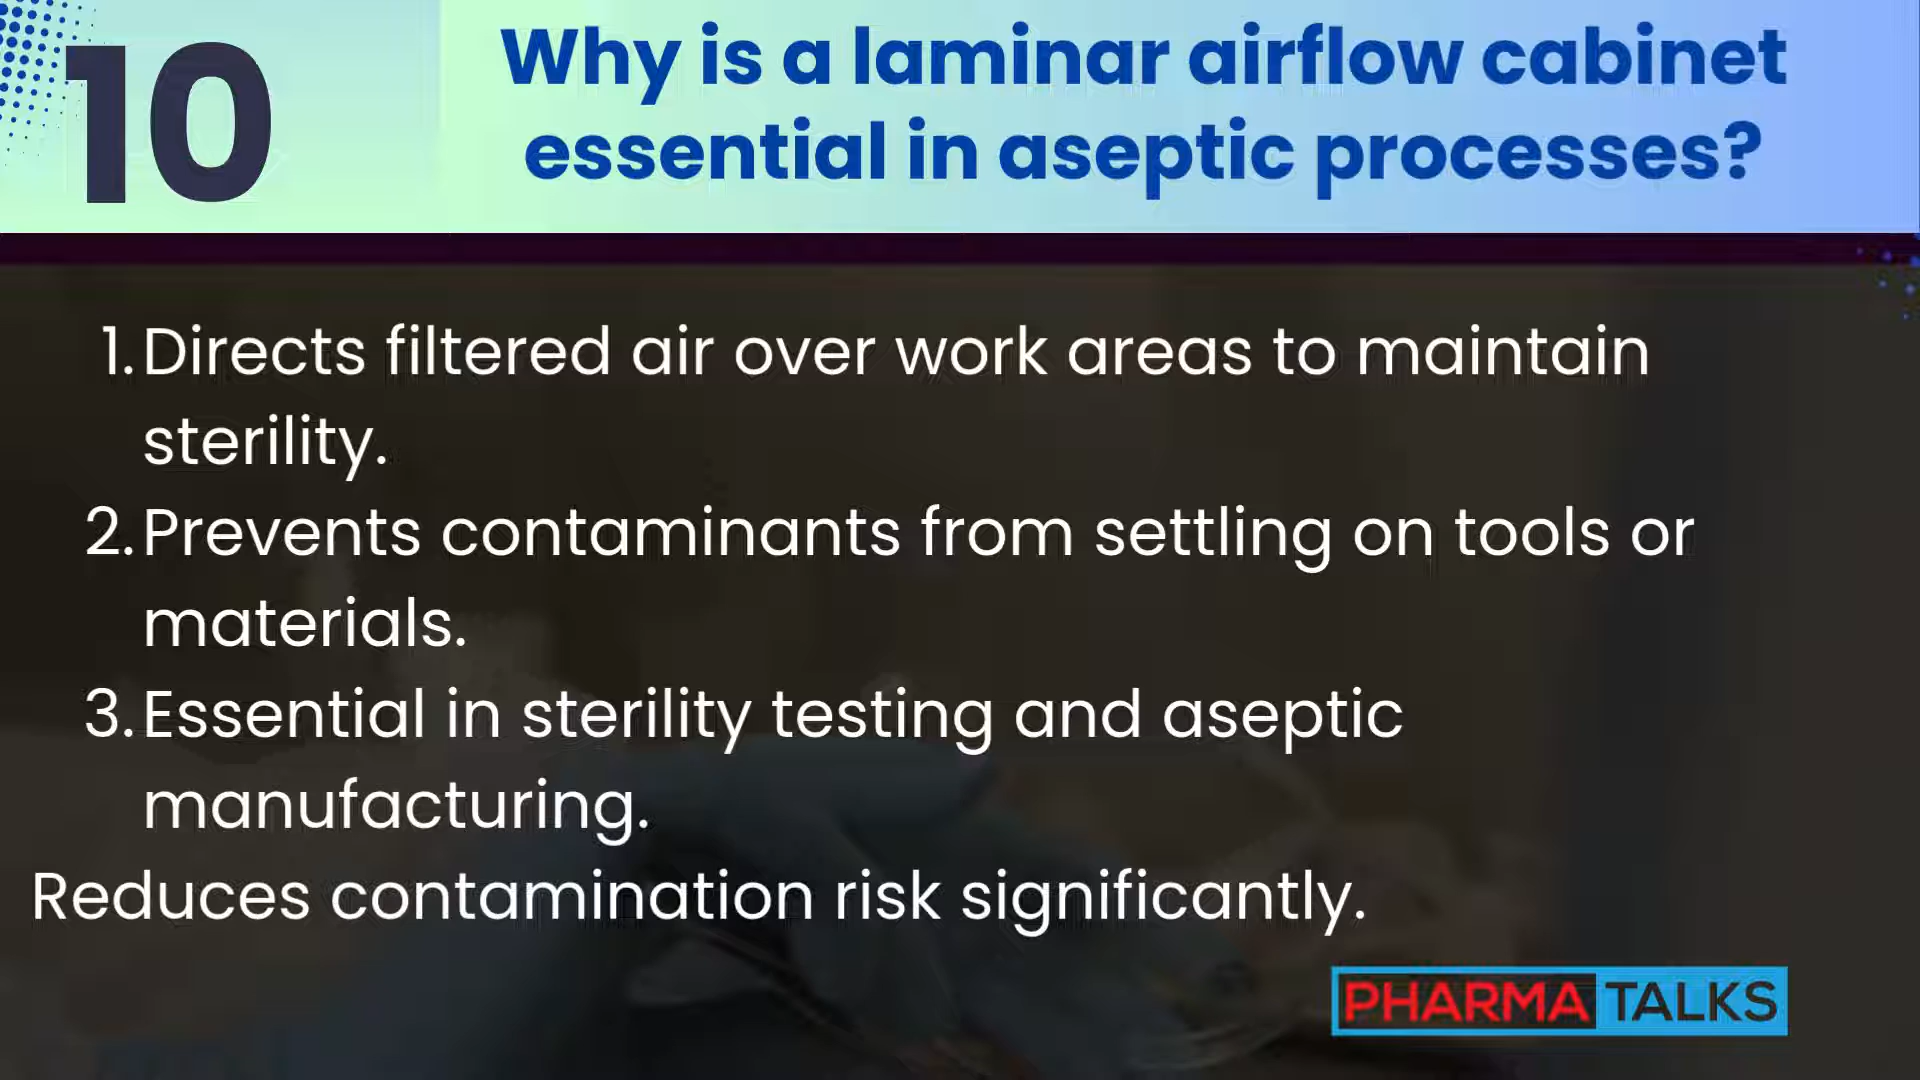 10
Why is a laminar airflow cabinet
essential in aseptic processes?
1. Directs filtered air over work areas to maintain
sterility.
2. Prevents contaminants from settling on tools or
materials.
3. Essential in sterility testing and aseptic
manufacturing.
Reduces contamination risk significantly.
PHARMA TALKS